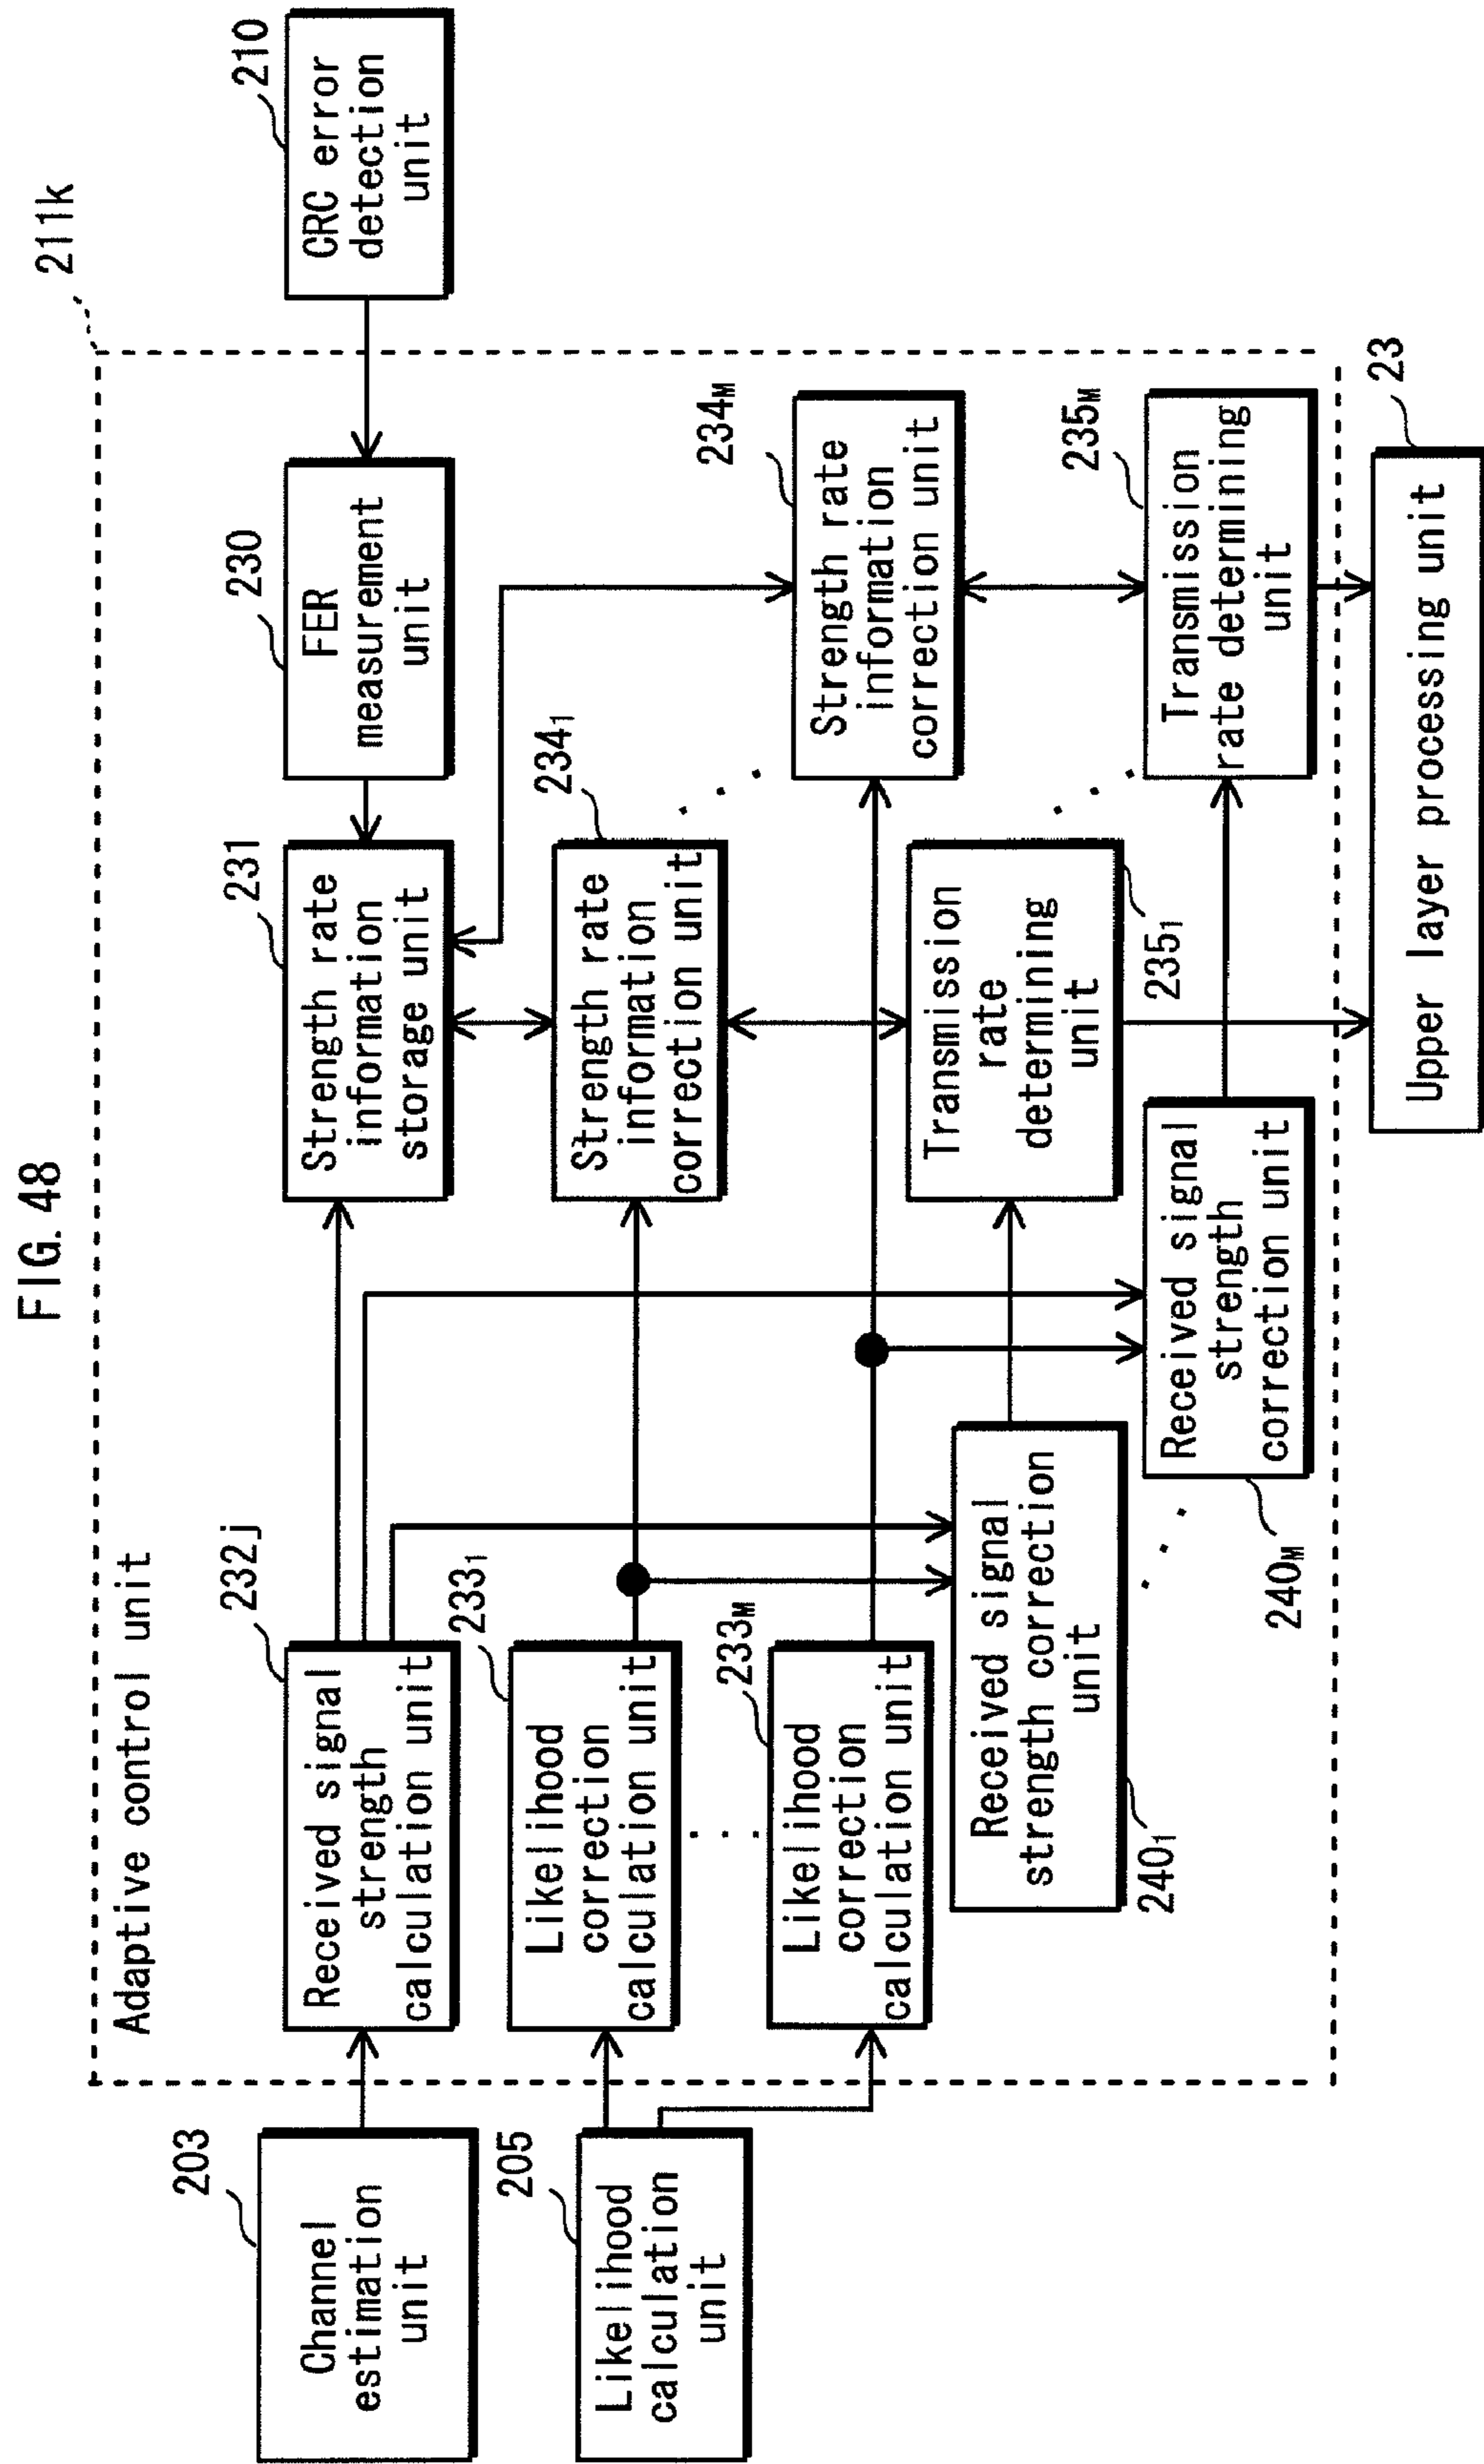 FIG. 48
211k
Adaptive control unit
203
Channel
estimation
unit
205
Likelihood
calculation
unit
232j
Received signal
strength
calculation unit
233₁
Likelihood
correction
calculation unit
233M
Likelihood
correction
calculation unit
240₁
Received signal
strength correction
unit
240M
Received signal
strength
correction unit
231
Strength rate
information
storage unit
234₁
Strength rate
information
correction unit
235₁
Transmission
rate
determining
unit
230
FER
measurement
unit
234M
Strength rate
information
correction unit
235M
Transmission
rate determining
unit
210
CRC error
detection
unit
23
Upper layer processing unit